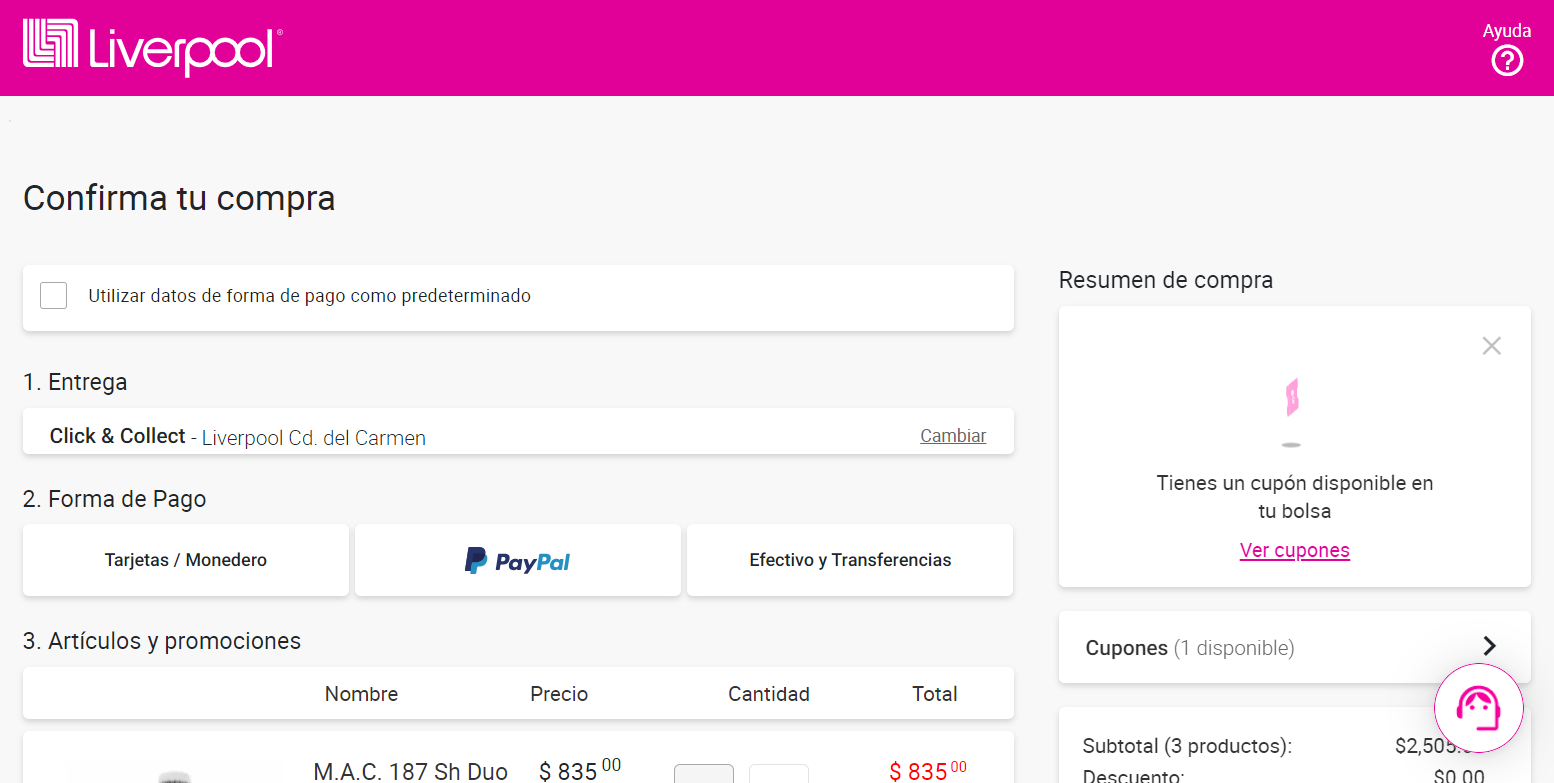 Liverpool®
Ayuda
?
Confirma tu compra
Utilizar datos de forma de pago como predeterminado
1. Entrega
Click & Collect - Liverpool Cd. del Carmen
Cambiar
2. Forma de Pago
Tarjetas / Monedero
PayPal
Efectivo y Transferencias
3. Artículos y promociones
Nombre Precio Cantidad Total
M.A.C. 187 Sh Duo $ 835 00 $ 835 00
Resumen de compra
Tienes un cupón disponible en
tu bolsa
Ver cupones
Cupones (1 disponible)
Subtotal (3 productos): $2,505.
Descuento: $0.00